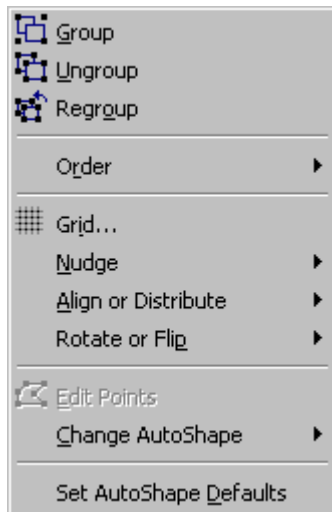 Group
Ungroup
Regroup
Order
Grid...
Nudge
Align or Distribute
Rotate or Flip
Edit Points
Change AutoShape
Set AutoShape Defaults